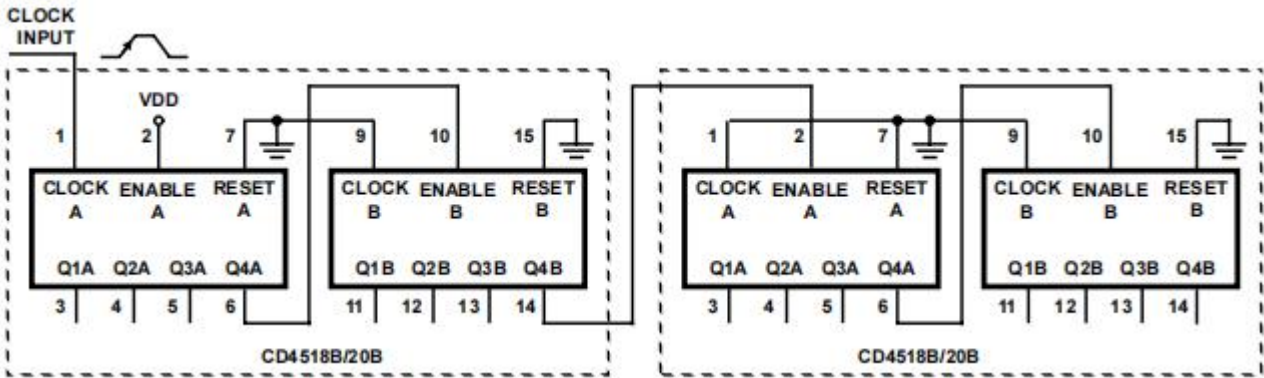 CLOCK
INPUT
VDD
1 2 7 9 10 15 1 2 7 9 10 15
CLOCK ENABLE RESET CLOCK ENABLE RESET CLOCK ENABLE RESET CLOCK ENABLE RESET
A A A B B B A A A B B B
Q1A Q2A Q3A Q4A Q1B Q2B Q3B Q4B Q1A Q2A Q3A Q4A Q1B Q2B Q3B Q4B
3 4 5 6 11 12 13 14 3 4 5 6 11 12 13 14
CD4518B/20B CD4518B/20B